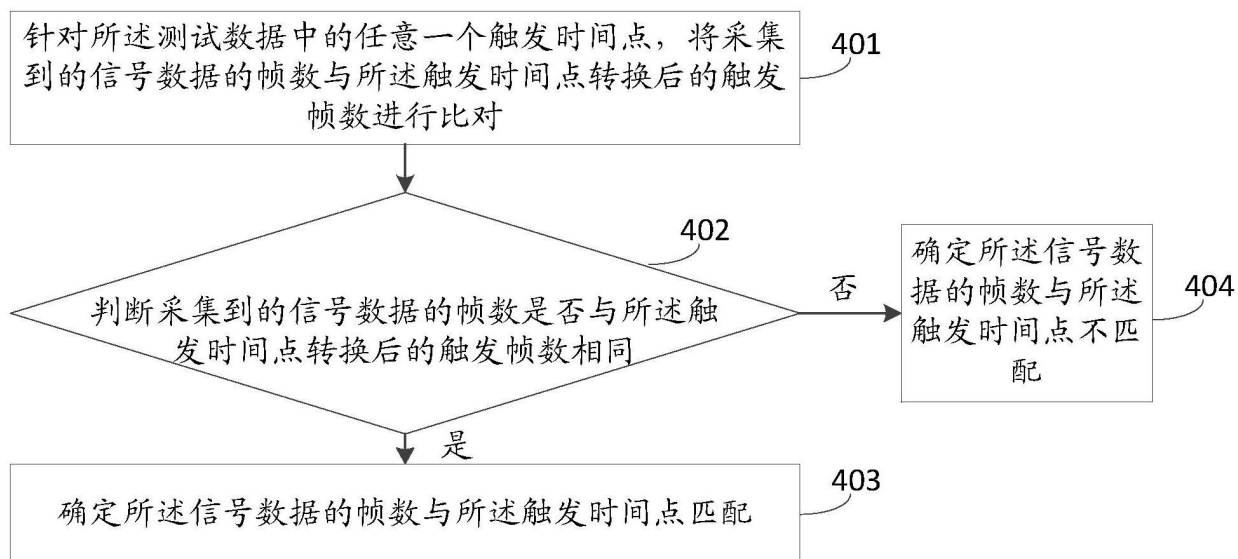 针对所述测试数据中的任意一个触发时间点，将采集
到的信号数据的帧数与所述触发时间点转换后的触发
帧数进行比对
401
402
判断采集到的信号数据的帧数是否与所述触
发时间点转换后的触发帧数相同
否
确定所述信号数
据的帧数与所述
触发时间点不匹
配
404
是
确定所述信号数据的帧数与所述触发时间点匹配
403